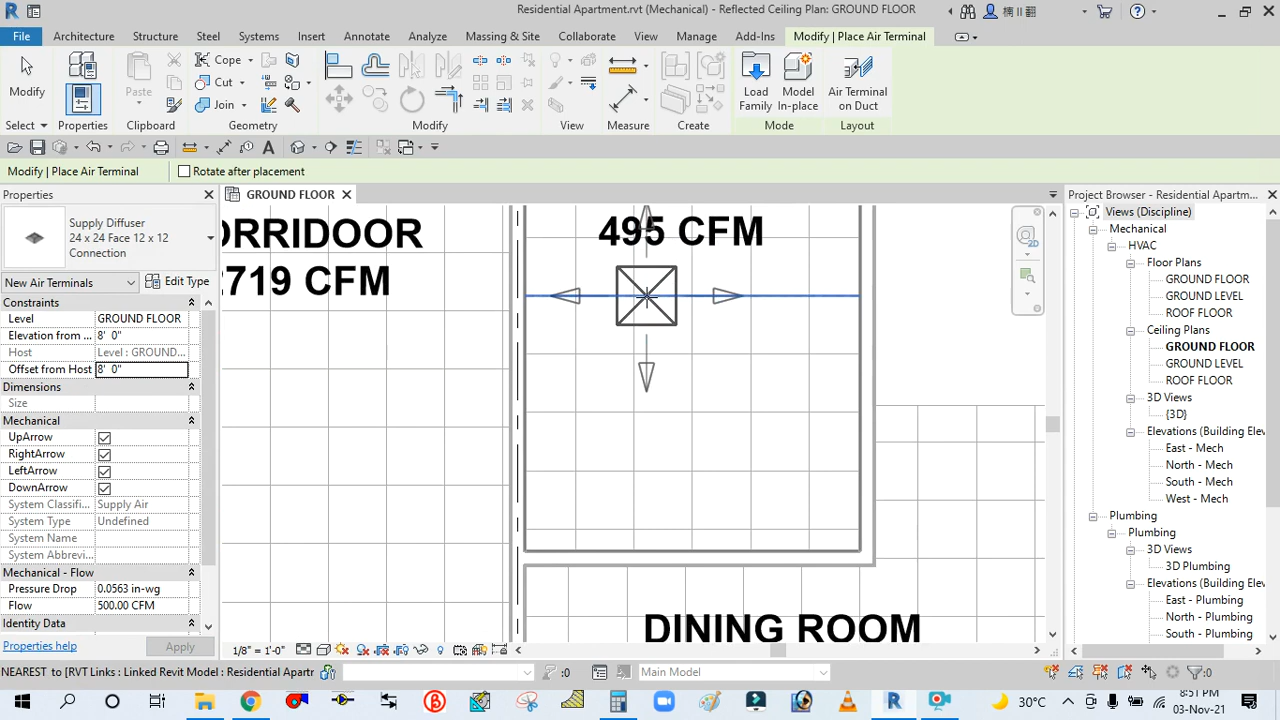 Residential Apartment.rvt (Mechanical) - Reflected Ceiling Plan: GROUND FLOOR
File Architecture Structure Steel Systems Insert Annotate Analyze Massing & Site Collaborate View Manage Add-Ins Modify | Place Air Terminal
Modify
Select
Properties
Paste
Clipboard
Cope
Cut
Join
Geometry
Modify
View
Measure
Create
Load
Family
Model
In-place
Mode
Air Terminal
on Duct
Layout
Modify | Place Air Terminal
Rotate after placement
Properties
Supply Diffuser
24 x 24 Face 12 x 12
Connection
New Air Terminals
Edit Type
Constraints
Level GROUND FLOOR
Elevation from ... 8' 0"
Host Level : GROUND...
Offset from Host 8' 0"
Dimensions
Size
Mechanical
UpArrow
RightArrow
LeftArrow
DownArrow
System Classifi... Supply Air
System Type Undefined
System Name
System Abbrevi...
Mechanical - Flow
Pressure Drop 0.0563 in-wg
Flow 500.00 CFM
Identity Data
Properties help
Apply
GROUND FLOOR
ORRIDOOR
2719 CFM
495 CFM
DINING ROOM
2D
1/8" = 1'-0"
Project Browser - Residential Apartm...
Views (Discipline)
Mechanical
HVAC
Floor Plans
GROUND FLOOR
GROUND LEVEL
ROOF FLOOR
Ceiling Plans
GROUND FLOOR
GROUND LEVEL
ROOF FLOOR
3D Views
{3D}
Elevations (Building Elev
East - Mech
North - Mech
South - Mech
West - Mech
Plumbing
Plumbing
3D Views
3D Plumbing
Elevations (Building Elev
East - Plumbing
North - Plumbing
South - Plumbing
NEAREST to [RVT Links : Linked Revit Model : Residential Apartr
:0
Main Model
:0
30°C
8:51 PM
03-Nov-21